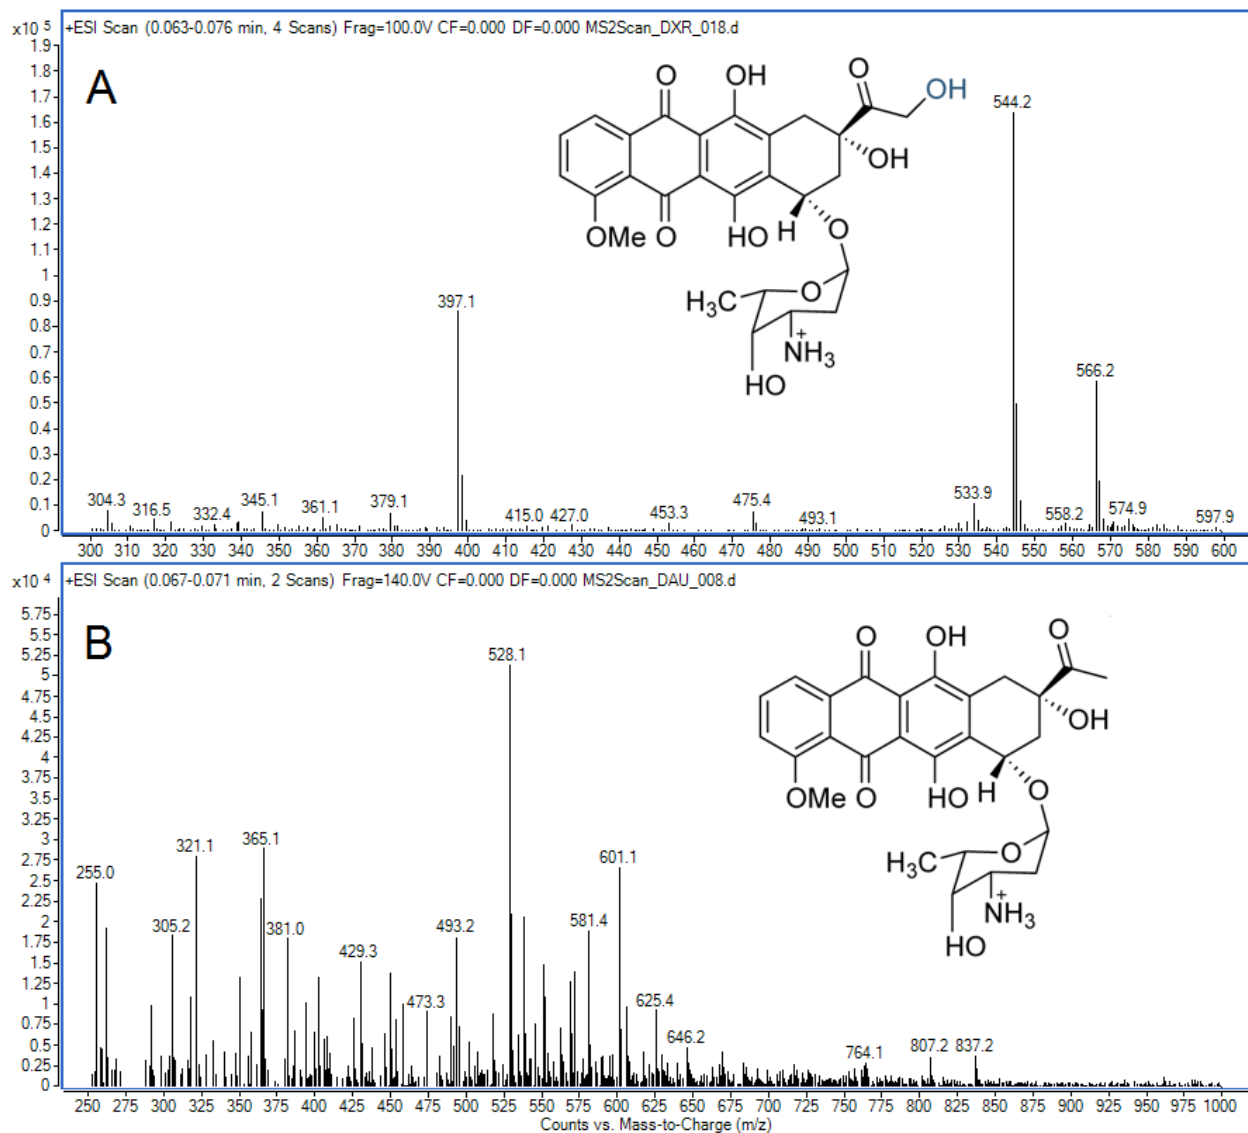 +ESI Scan (0.063-0.076 min, 4 Scans) Frag=100.0V CF=0.000 DF=0.000 MS2Scan_DXR_018.d
x10 5
1.9
1.8
1.7
1.6
1.5
1.4
1.3
1.2
1.1
1
0.9
0.8
0.7
0.6
0.5
0.4
0.3
0.2
0.1
0
A
O
OH
O
OH
OH
OMe
O
HO
H
O
H3C
O
+
NH3
HO
304.3
316.5
332.4
345.1
361.1
379.1
397.1
415.0
427.0
453.3
475.4
493.1
533.9
544.2
558.2
566.2
574.9
597.9
300 310 320 330 340 350 360 370 380 390 400 410 420 430 440 450 460 470 480 490 500 510 520 530 540 550 560 570 580 590 600
+ESI Scan (0.067-0.071 min, 2 Scans) Frag=140.0V CF=0.000 DF=0.000 MS2Scan_DAU_008.d
x10 4
5.75
5.5
5.25
5
4.75
4.5
4.25
4
3.75
3.5
3.25
3
2.75
2.5
2.25
2
1.75
1.5
1.25
1
0.75
0.5
0.25
0
B
O
OH
O
OH
OMe
O
HO
H
O
H3C
O
+
NH3
HO
255.0
305.2
321.1
365.1
381.0
429.3
473.3
493.2
528.1
581.4
601.1
625.4
646.2
764.1
807.2
837.2
250 275 300 325 350 375 400 425 450 475 500 525 550 575 600 625 650 675 700 725 750 775 800 825 850 875 900 925 950 975 1000
Counts vs. Mass-to-Charge (m/z)